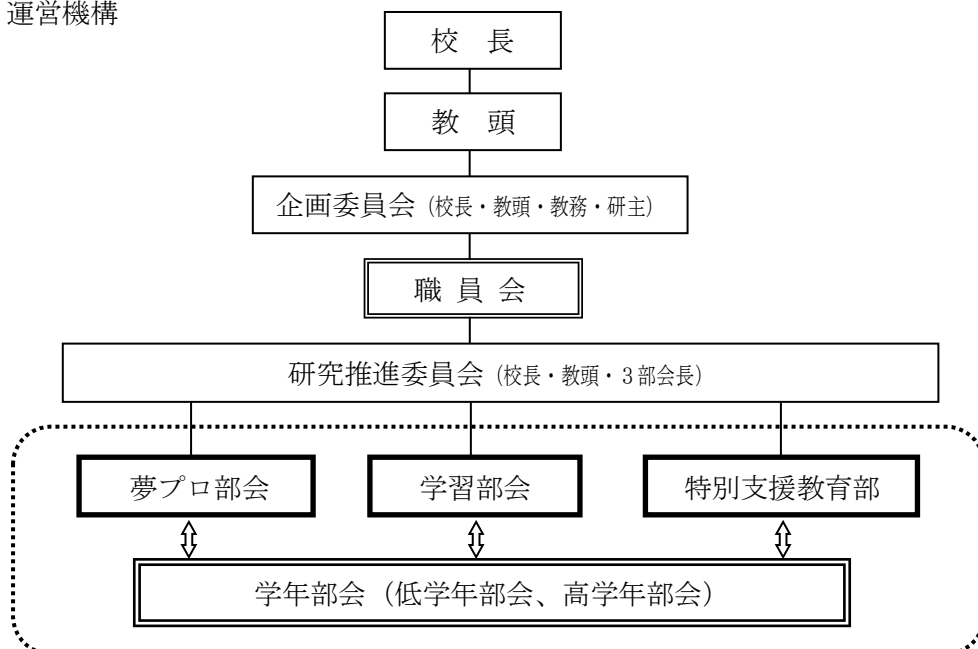 運営機構
校　長
教　頭
企画委員会（校長・教頭・教務・研主）
職 員 会
研究推進委員会（校長・教頭・３部会長）
夢プロ部会
学習部会
特別支援教育部
学年部会（低学年部会、高学年部会）